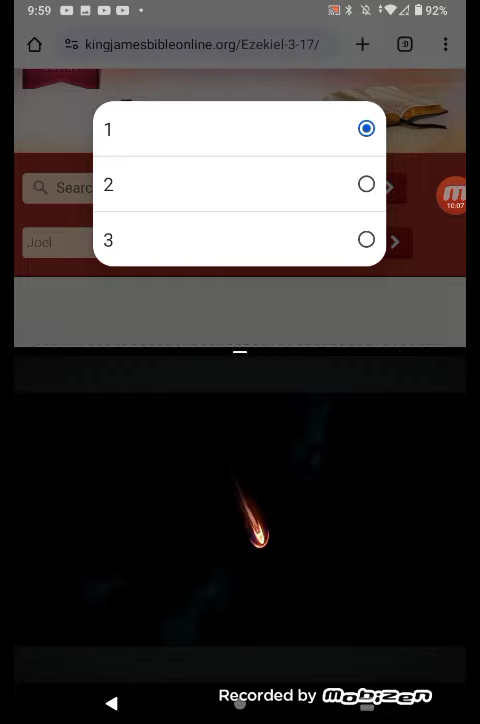 9:59 92%
kingjamesbibleonline.org/Ezekiel-3-17/ :D
1
2
3
Searc
10:07
Joel
Recorded by Mobizen